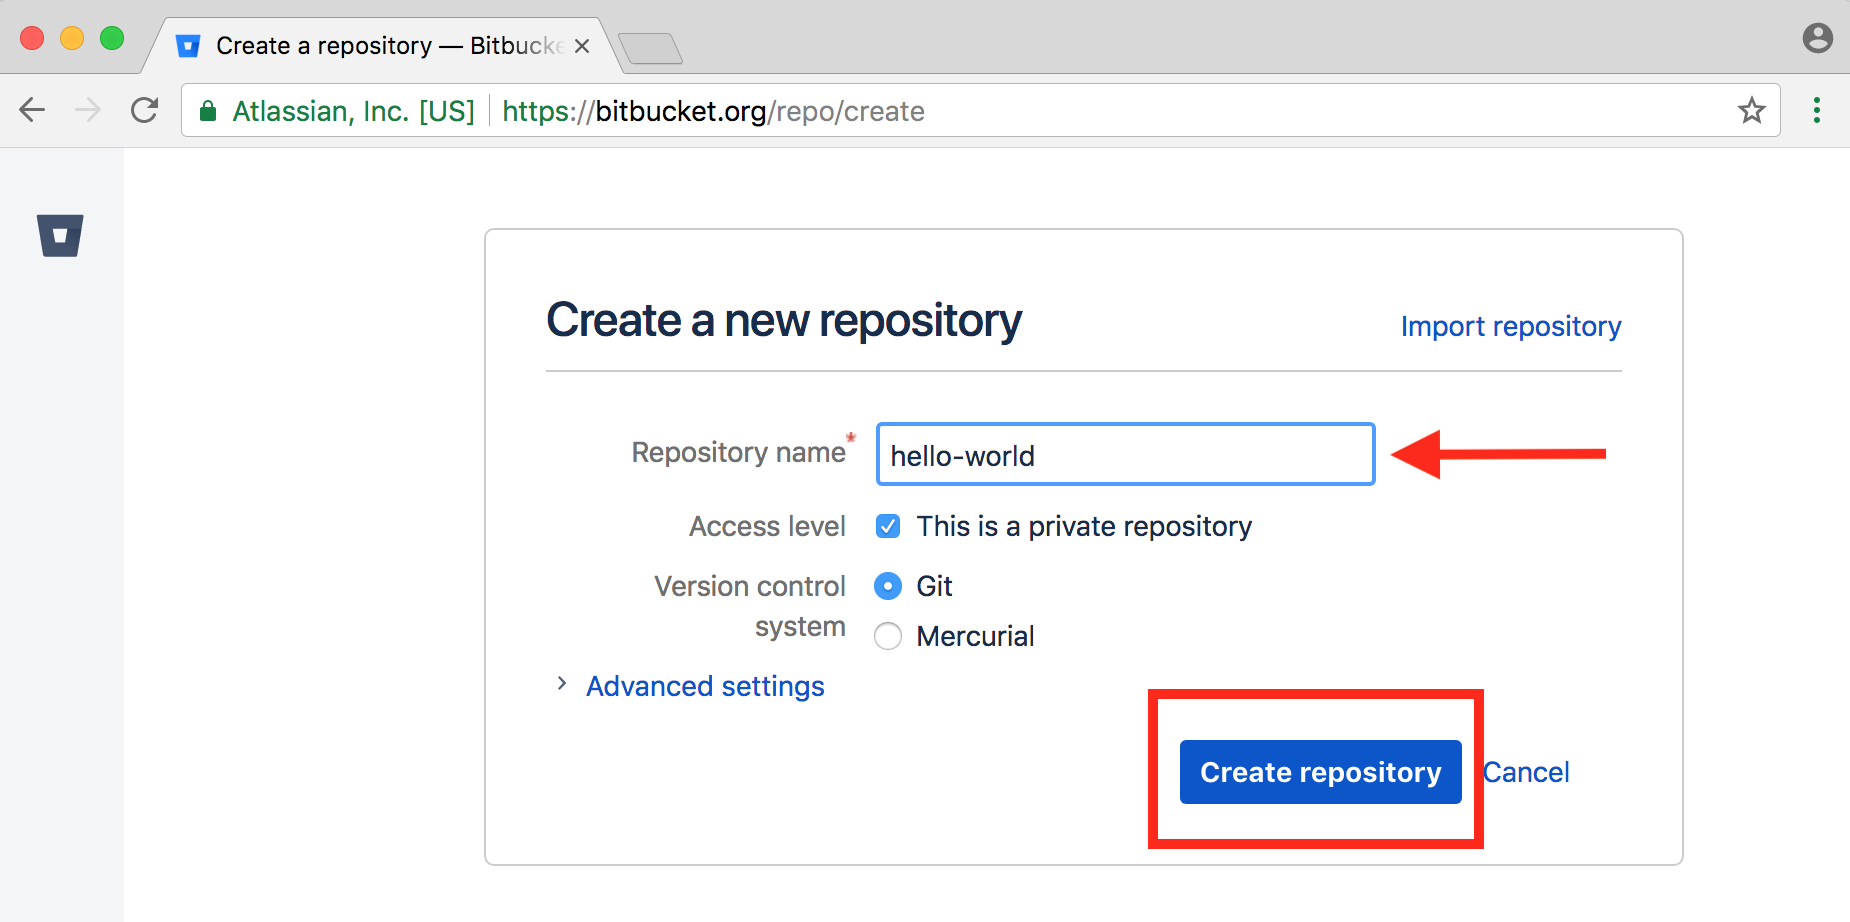 Create a repository — Bitbucke
Atlassian, Inc. [US] https://bitbucket.org/repo/create
Create a new repository
Import repository
Repository name*
hello-world
Access level
This is a private repository
Version control
system
Git
Mercurial
Advanced settings
Create repository
Cancel